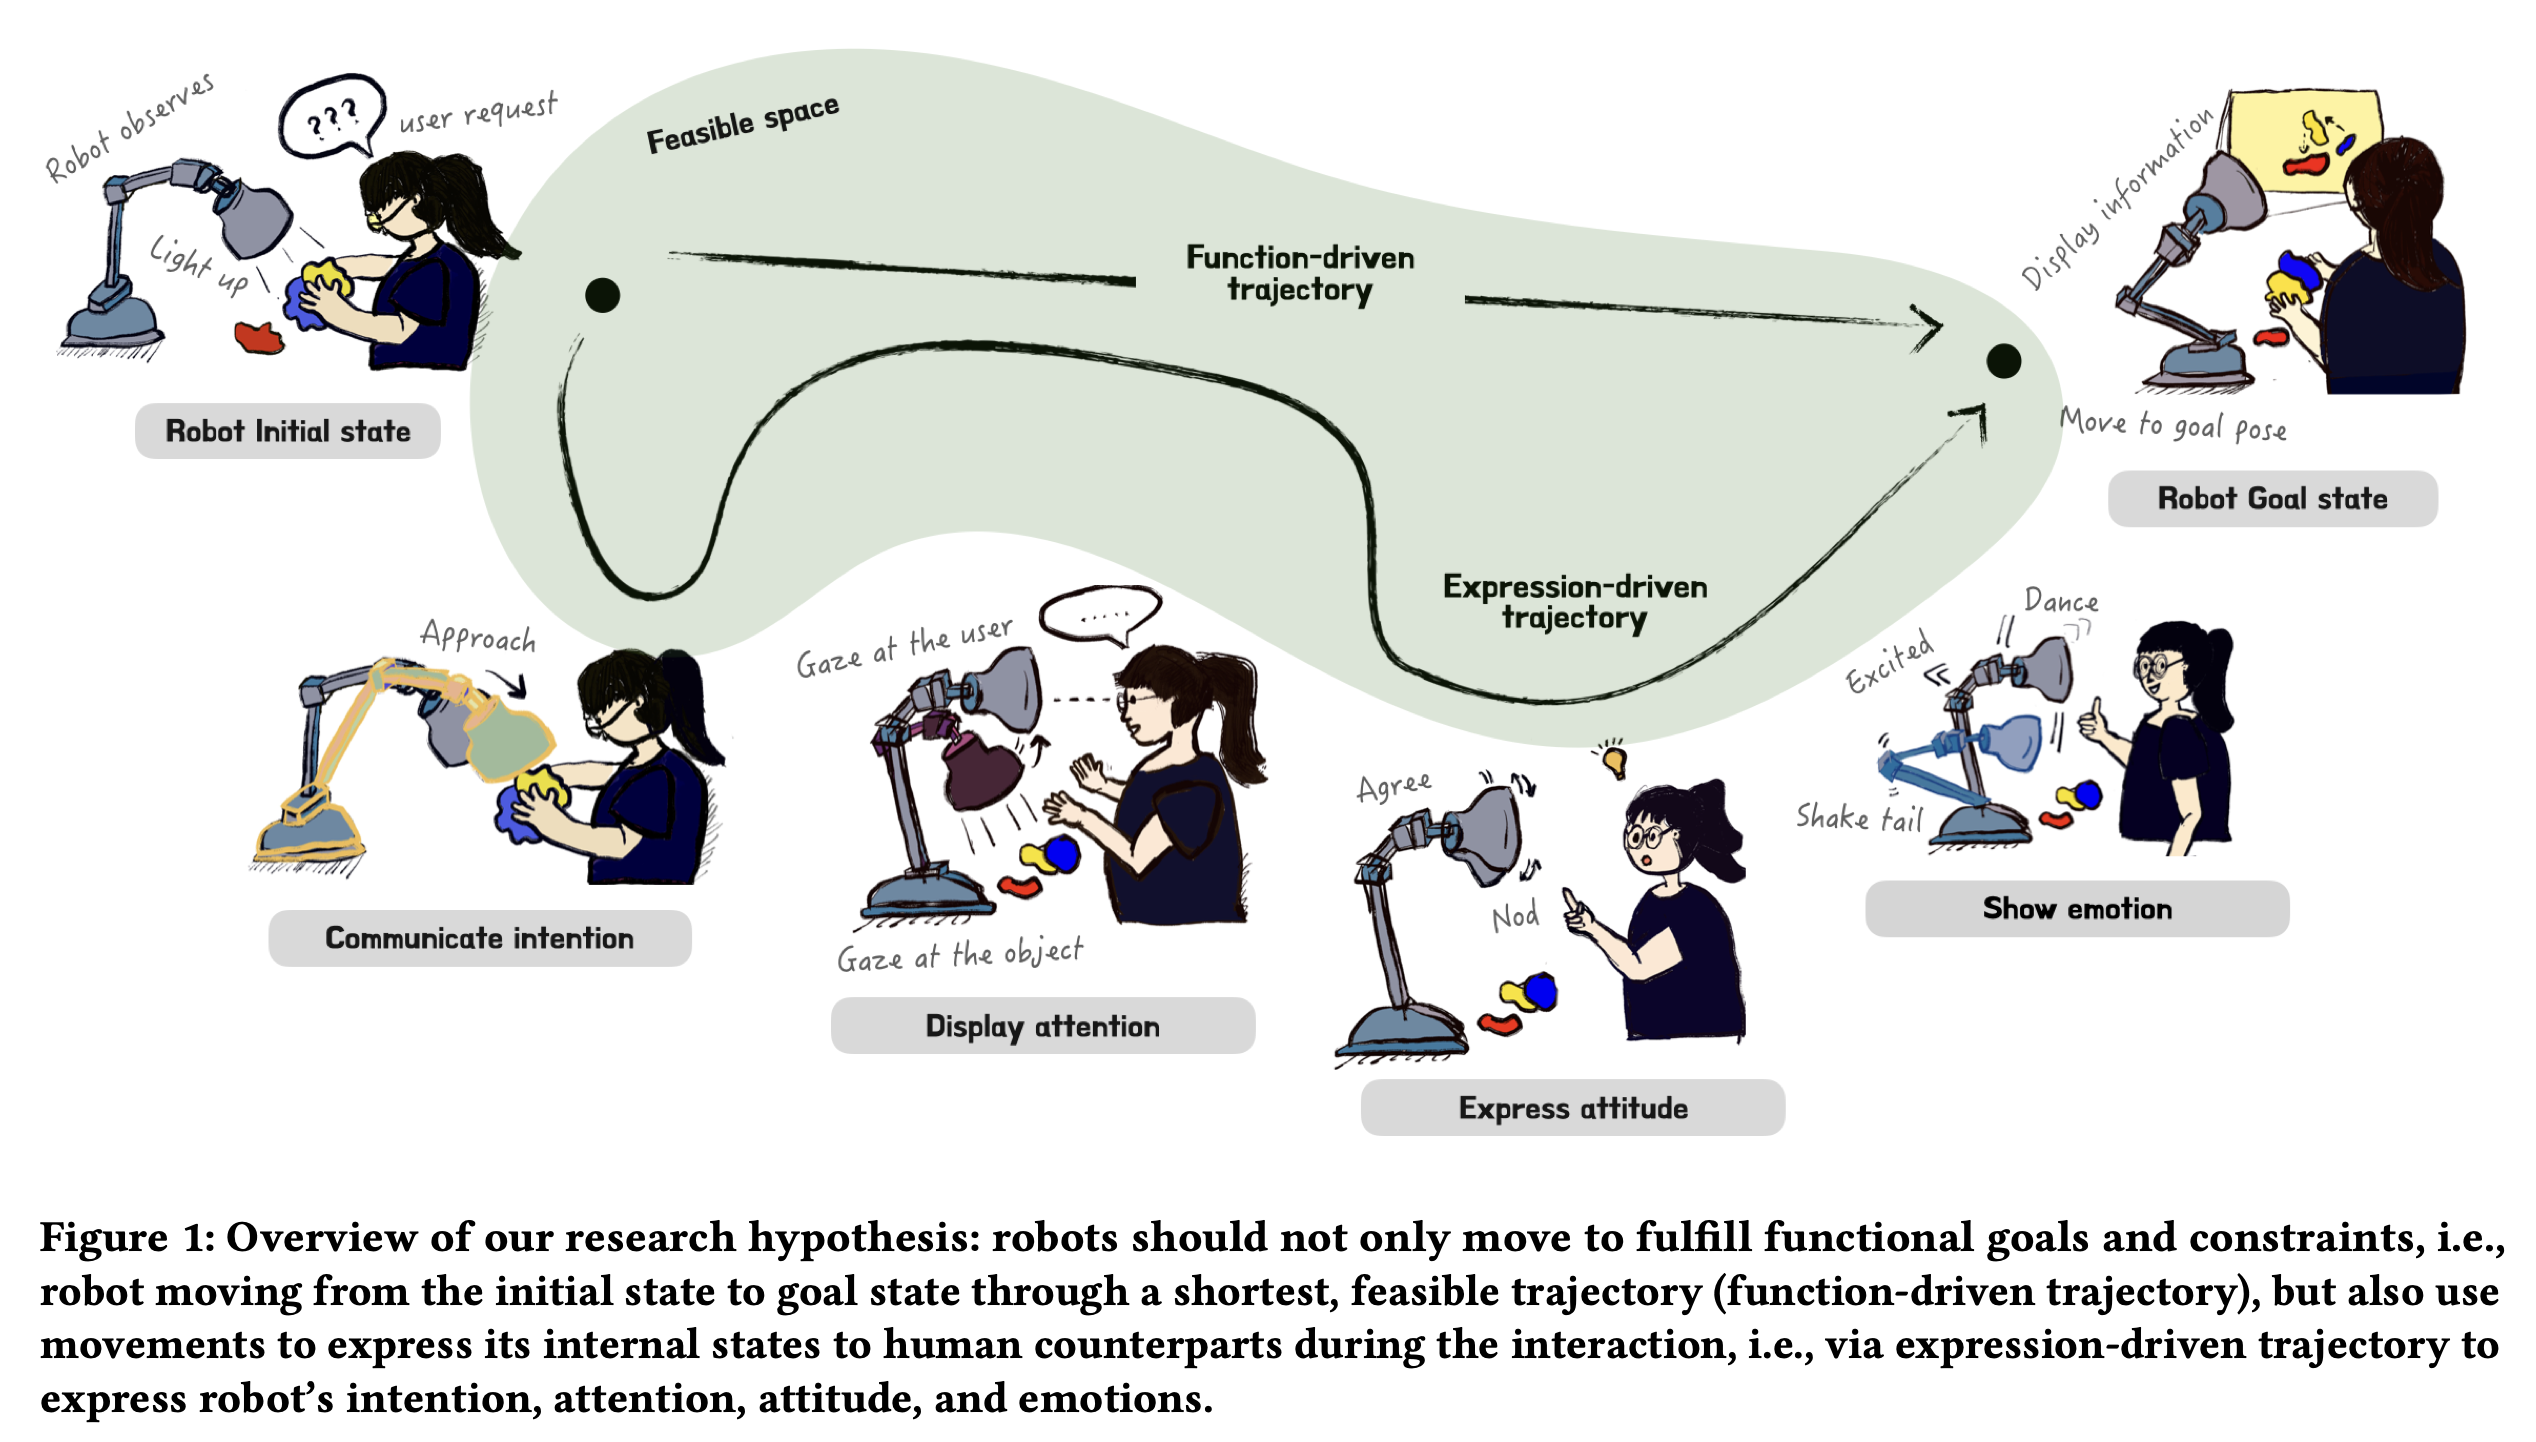 Robot observes
???
user request
Light up
Robot Initial state
Feasible space
Function-driven
trajectory
Expression-driven
trajectory
Display information
Move to goal pose
Robot Goal state
Approach
Communicate intention
Gaze at the user
.....
Gaze at the object
Display attention
Agree
Nod
Express attitude
Dance
Excited
Shake tail
Show emotion
Figure 1: Overview of our research hypothesis: robots should not only move to fulfill functional goals and constraints, i.e.,
robot moving from the initial state to goal state through a shortest, feasible trajectory (function-driven trajectory), but also use
movements to express its internal states to human counterparts during the interaction, i.e., via expression-driven trajectory to
express robot’s intention, attention, attitude, and emotions.